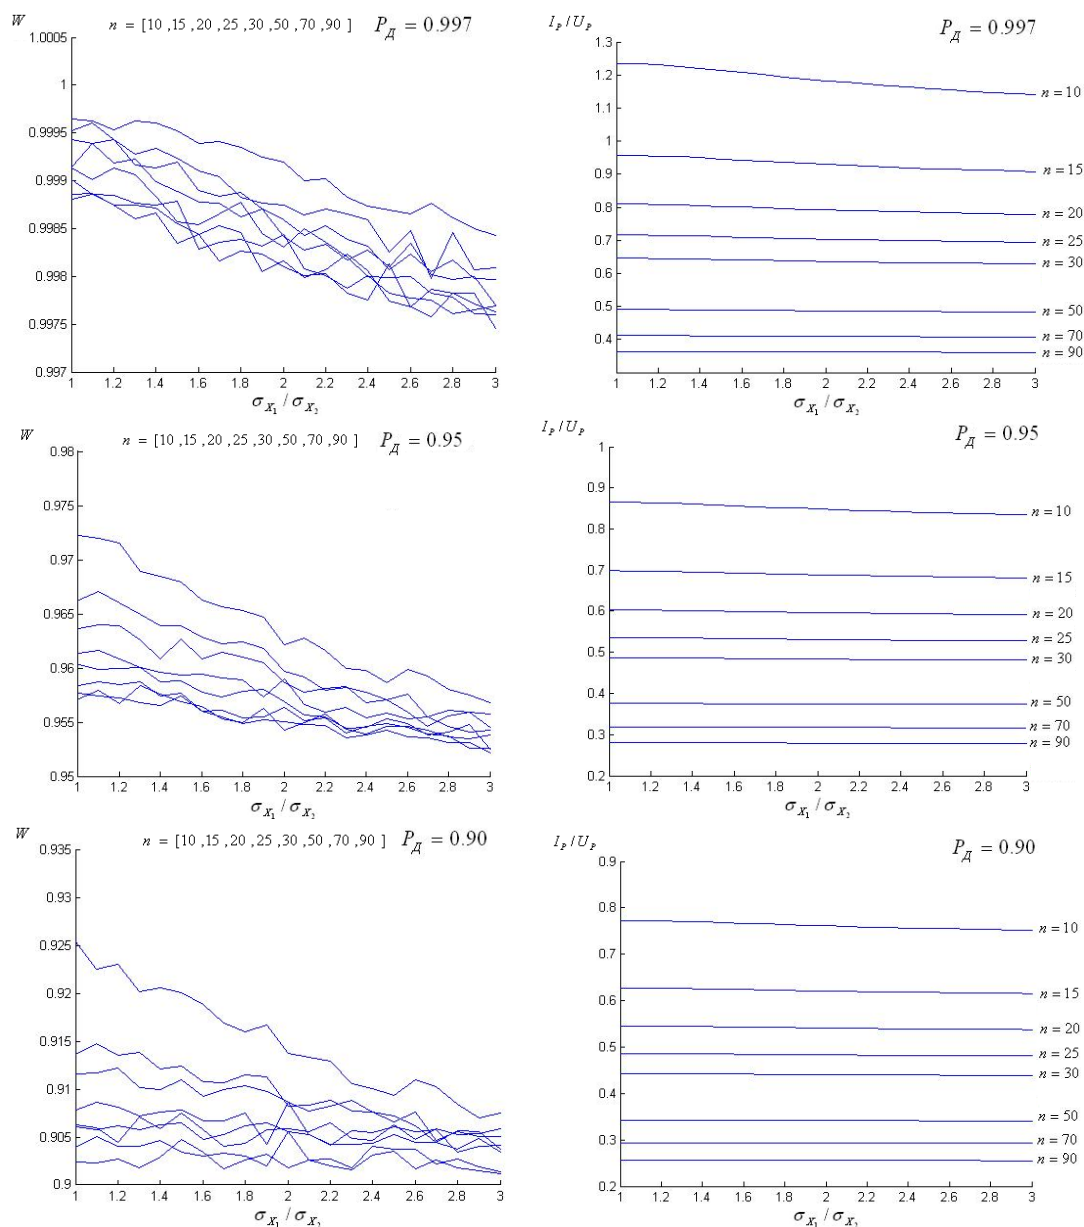 W
n = [10 ,15 ,20 ,25 ,30 ,50 ,70 ,90 ] P_Д = 0.997
1.0005
1
0.9995
0.999
0.9985
0.998
0.9975
0.997
1 1.2 1.4 1.6 1.8 2 2.2 2.4 2.6 2.8 3
σ_X₁ / σ_X₂
I_P / U_P
P_Д = 0.997
1.3
1.2
1.1
1
0.9
0.8
0.7
0.6
0.5
0.4
n = 10
n = 15
n = 20
n = 25
n = 30
n = 50
n = 70
n = 90
1 1.2 1.4 1.6 1.8 2 2.2 2.4 2.6 2.8 3
σ_X₁ / σ_X₂
W
n = [10 ,15 ,20 ,25 ,30 ,50 ,70 ,90 ] P_Д = 0.95
0.98
0.975
0.97
0.965
0.96
0.955
0.95
1 1.2 1.4 1.6 1.8 2 2.2 2.4 2.6 2.8 3
σ_X₁ / σ_X₂
I_P / U_P
P_Д = 0.95
1
0.9
0.8
0.7
0.6
0.5
0.4
0.3
0.2
n = 10
n = 15
n = 20
n = 25
n = 30
n = 50
n = 70
n = 90
1 1.2 1.4 1.6 1.8 2 2.2 2.4 2.6 2.8 3
σ_X₁ / σ_X₂
W
n = [10 ,15 ,20 ,25 ,30 ,50 ,70 ,90 ] P_Д = 0.90
0.935
0.93
0.925
0.92
0.915
0.91
0.905
0.9
1 1.2 1.4 1.6 1.8 2 2.2 2.4 2.6 2.8 3
σ_X₁ / σ_X₂
I_P / U_P
P_Д = 0.90
0.9
0.8
0.7
0.6
0.5
0.4
0.3
0.2
n = 10
n = 15
n = 20
n = 25
n = 30
n = 50
n = 70
n = 90
1 1.2 1.4 1.6 1.8 2 2.2 2.4 2.6 2.8 3
σ_X₁ / σ_X₂